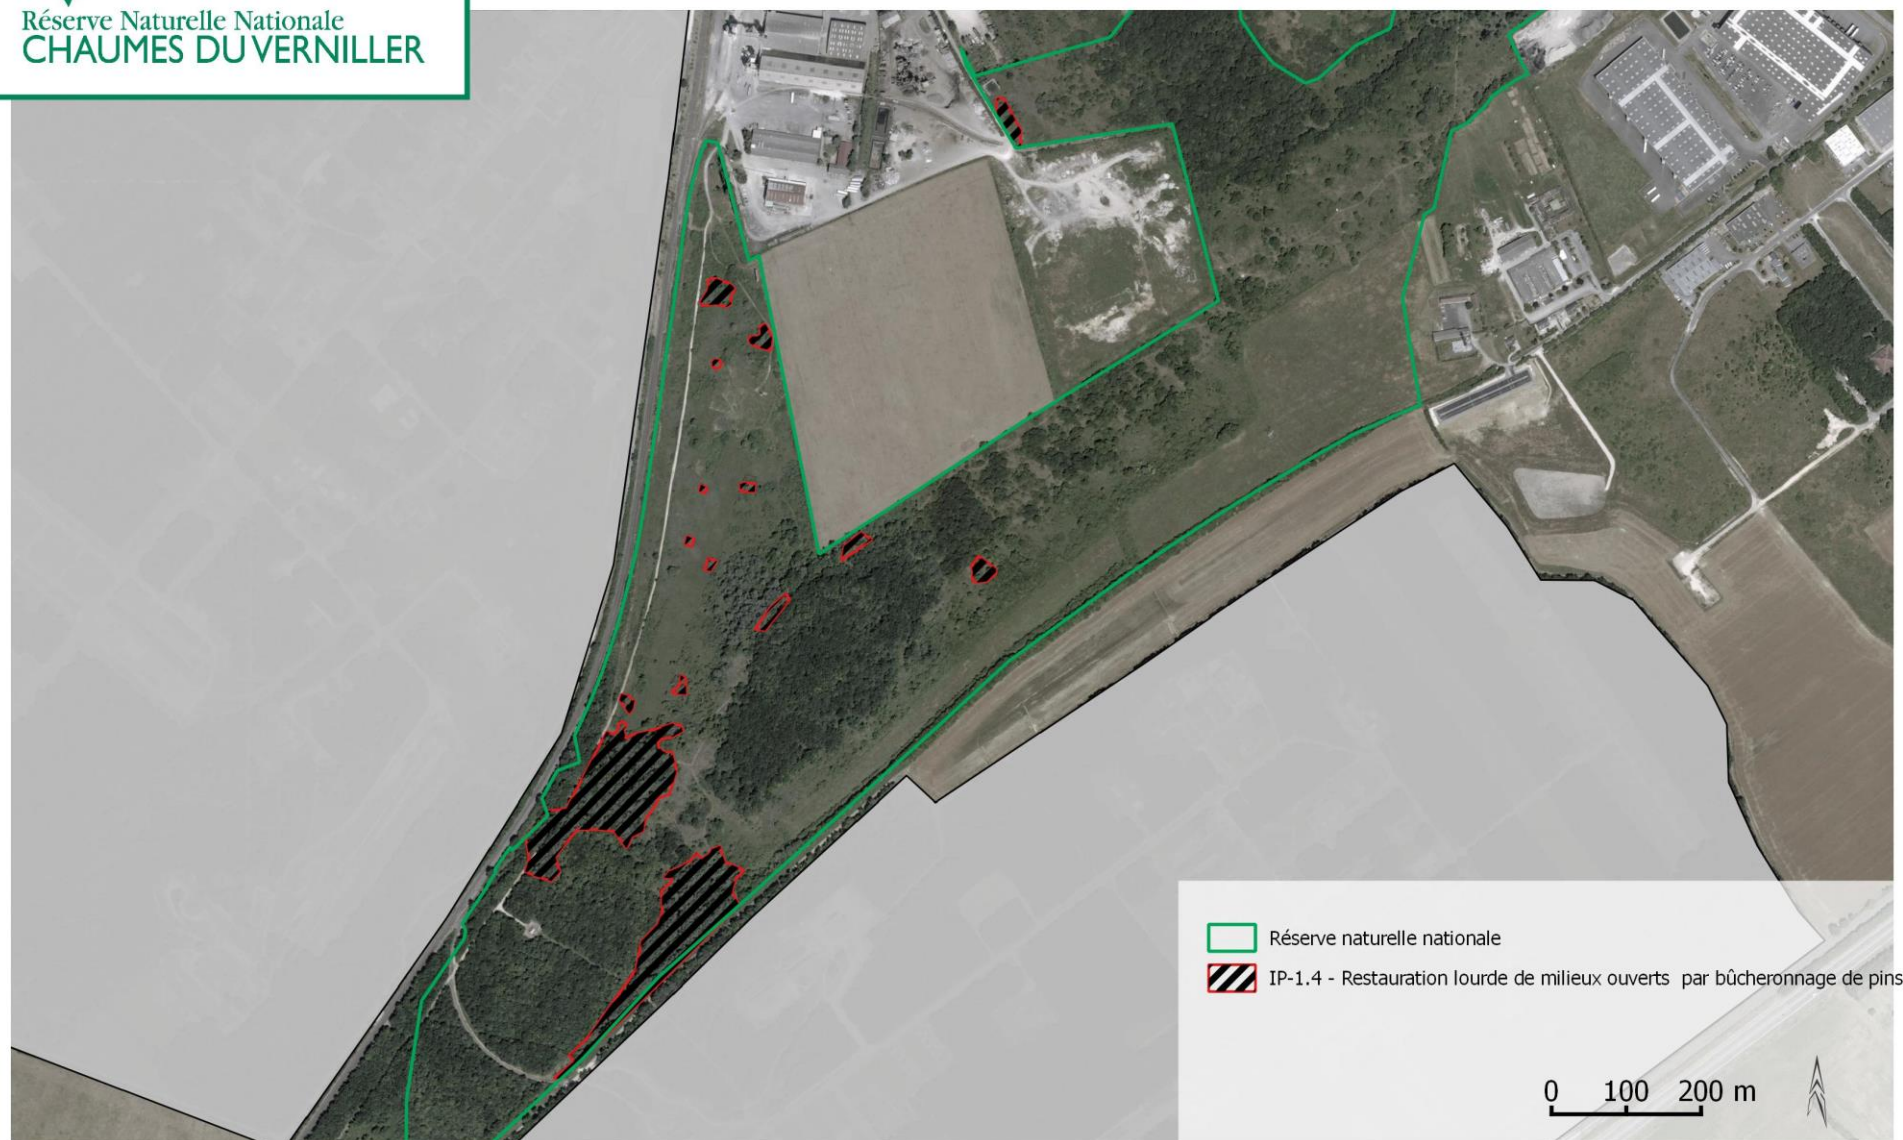 Réserve Naturelle Nationale
CHAUMES DU VERNILLER
Réserve naturelle nationale
IP-1.4 - Restauration lourde de milieux ouverts par bûcheronnage de pins
0 100 200 m